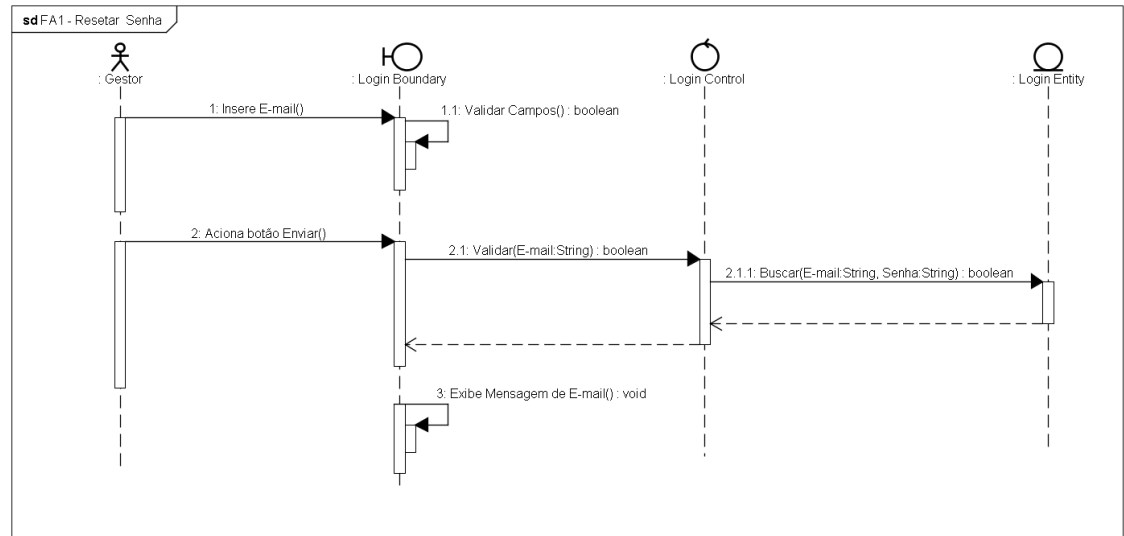 sd FA1 - Resetar Senha
: Gestor
: Login Boundary
: Login Control
: Login Entity
1: Insere E-mail()
1.1: Validar Campos() : boolean
2: Aciona botão Enviar()
2.1: Validar(E-mail:String) : boolean
2.1.1: Buscar(E-mail:String, Senha:String) : boolean
3: Exibe Mensagem de E-mail() : void